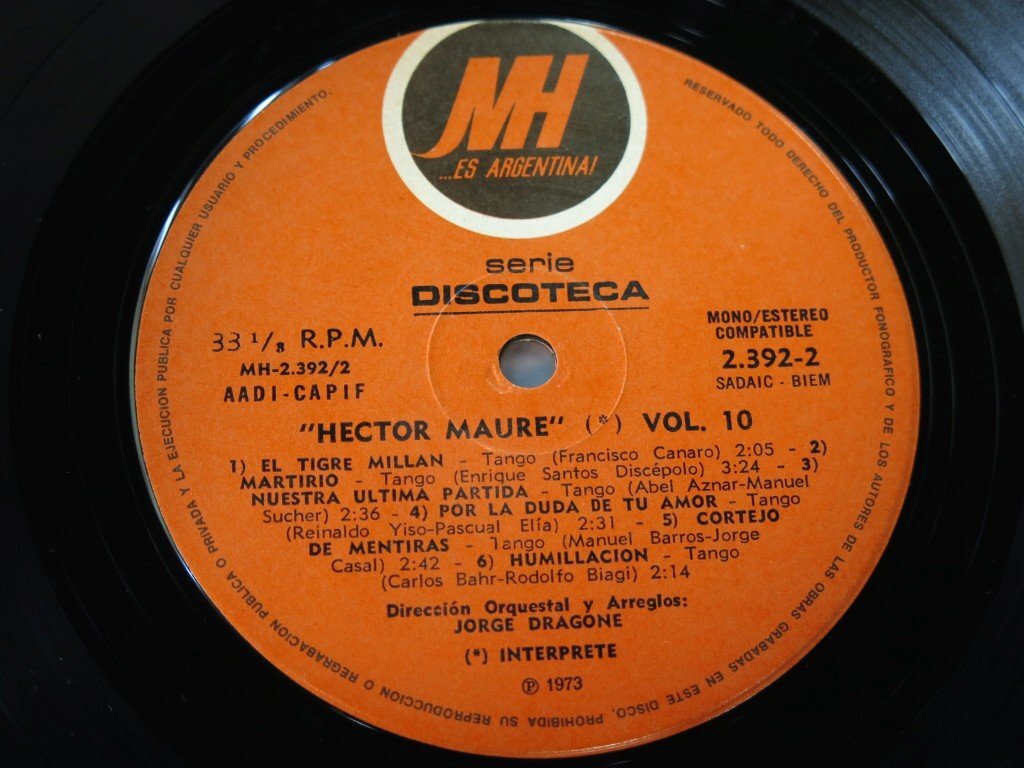 MH
...ES ARGENTINA!
serie
DISCOTECA
33 1/8 R.P.M.
MH-2.392/2
AADI-CAPIF
MONO/ESTEREO
COMPATIBLE
2.392-2
SADAIC - BIEM
"HECTOR MAURE" (*) VOL. 10
1) EL TIGRE MILLAN - Tango (Francisco Canaro) 2:05 - 2)
MARTIRIO - Tango (Enrique Santos Discépolo) 3:24 - 3)
NUESTRA ULTIMA PARTIDA - Tango (Abel Aznar-Manuel
Sucher) 2:36 - 4) POR LA DUDA DE TU AMOR - Tango
(Reinaldo Yiso-Pascual Elía) 2:31 - 5) CORTEJO
DE MENTIRAS - Tango (Manuel Barros-Jorge
Casal) 2:42 - 6) HUMILLACION - Tango
(Carlos Bahr-Rodolfo Biagi) 2:14
Dirección Orquestal y Arreglos:
JORGE DRAGONE
(*) INTERPRETE
℗ 1973
RESERVADO TODO DERECHO DEL PRODUCTOR FONOGRAFICO Y DE LOS AUTORES DE LAS OBRAS GRABADAS EN ESTE DISCO. PROHIBIDA SU REPRODUCCION O REGRABACION PUBLICA O PRIVADA Y LA EJECUCION PUBLICA POR CUALQUIER USUARIO Y PROCEDIMIENTO.